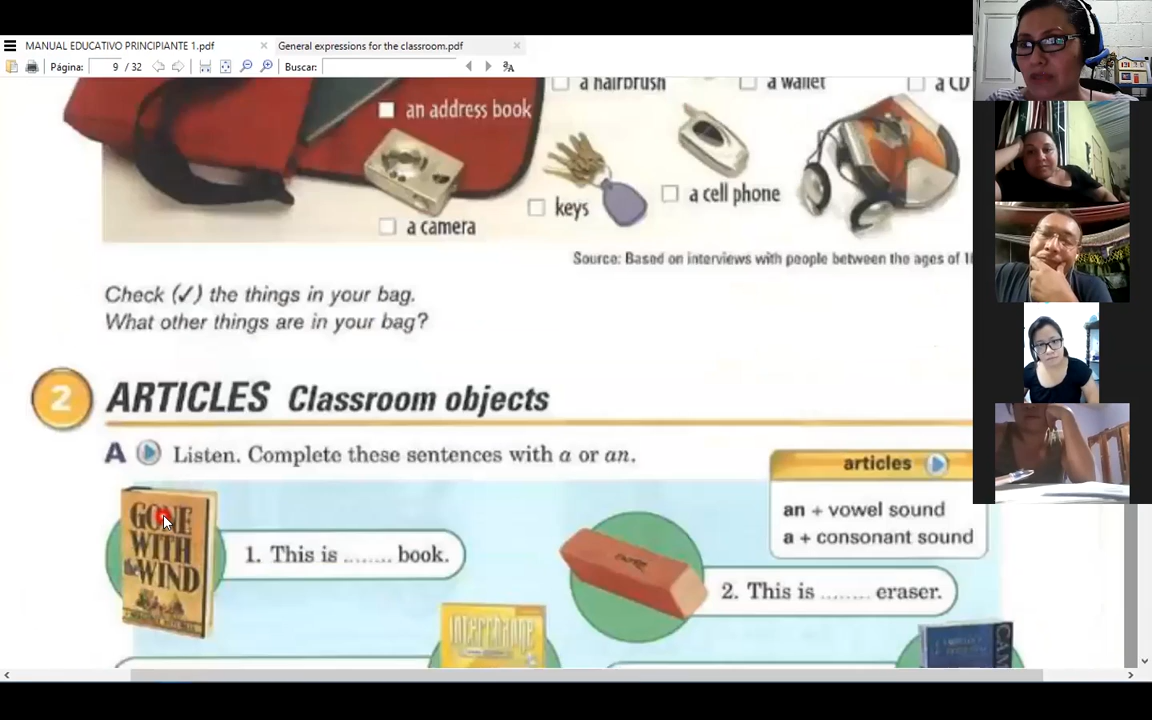 MANUAL EDUCATIVO PRINCIPIANTE 1.pdf
General expressions for the classroom.pdf
Página: 9 / 32
Buscar:
a hairbrush
a wallet
a CD
an address book
a cell phone
keys
a camera
Source: Based on interviews with people between the ages of
Check (✓) the things in your bag.
What other things are in your bag?
2 ARTICLES Classroom objects
A Listen. Complete these sentences with a or an.
articles
an + vowel sound
a + consonant sound
GONE
WITH
the WIND
1. This is ........ book.
2. This is ........ eraser.
interchange